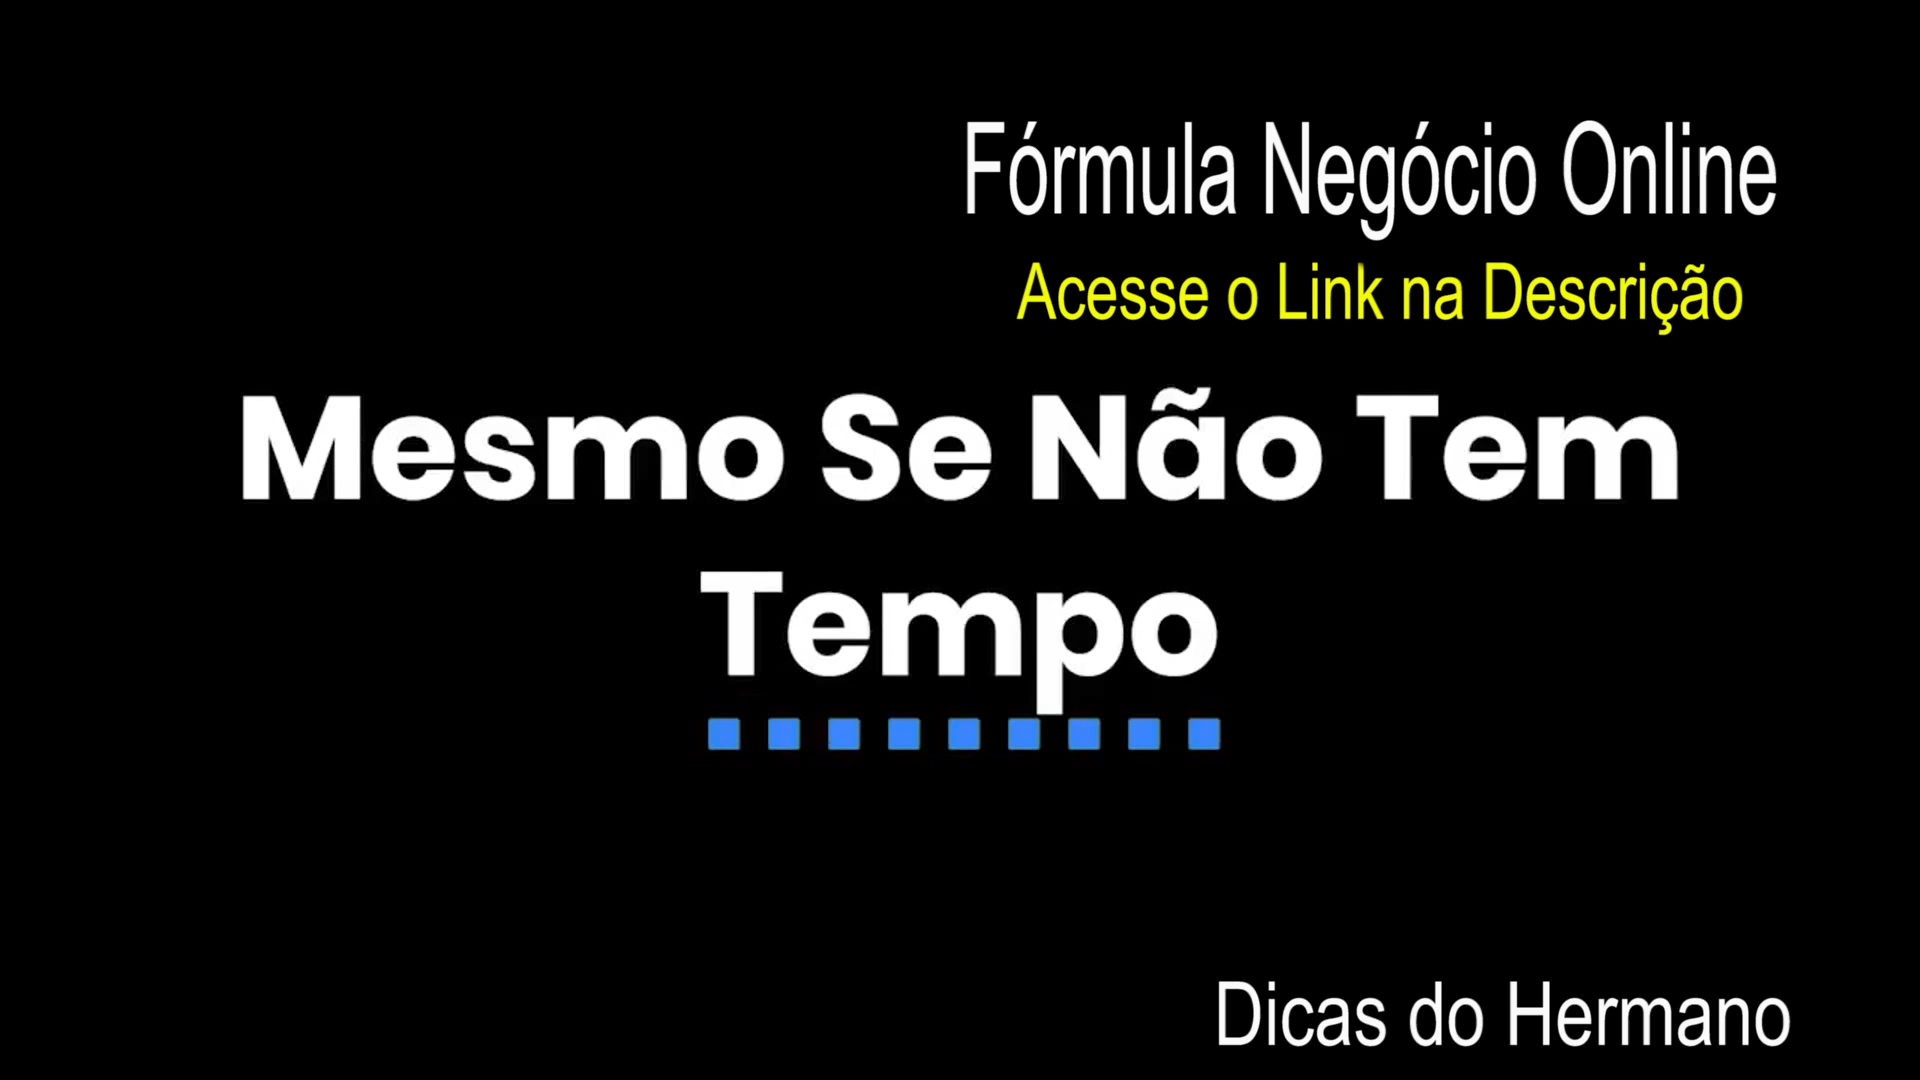 Fórmula Negócio Online
Acesse o Link na Descrição
Mesmo Se Não Tem
Tempo
Dicas do Hermano